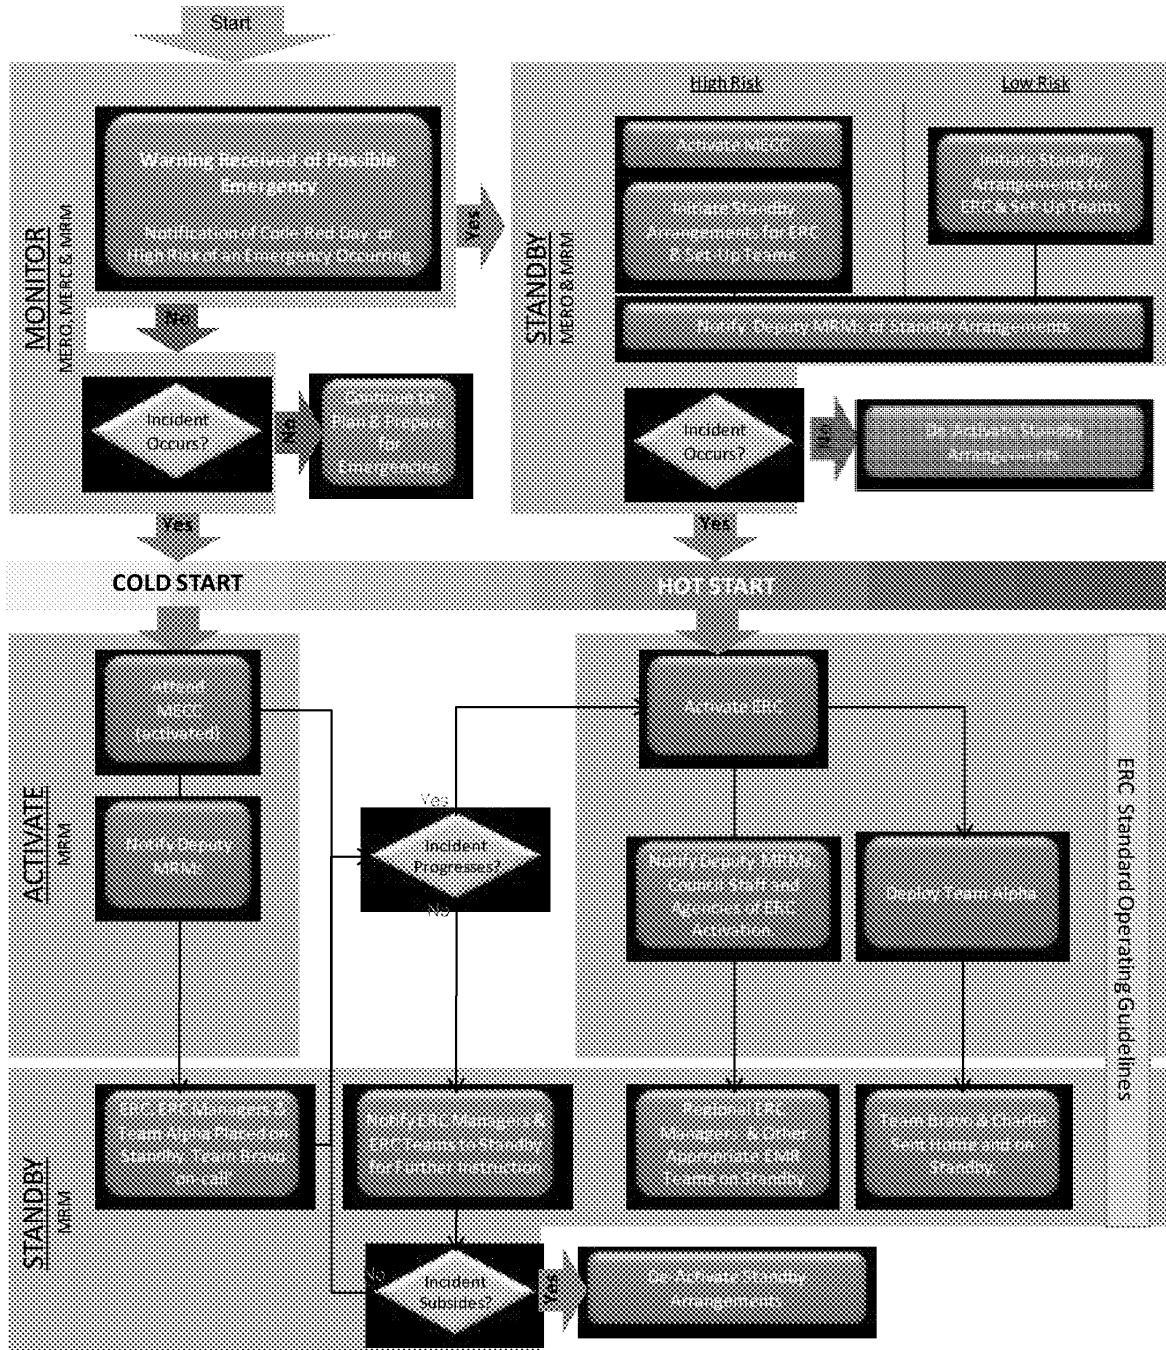 Start
High Risk
Low Risk
Warning Received of Possible
Emergency
Notification of Code Red Day, or
High Risk of an Emergency Occurring
MONITOR
MERO, MERC & MRM
Yes
Activate MECC
Initiate Standby
Arrangement for ERC
& Set-Up Teams
Initiate Standby
Arrangements for
ERC & Set-Up Teams
STANDBY
MERO & MRM
Notify Deputy MRMs of Standby Arrangements
No
Incident
Occurs?
No
Continue to
Plan & Prepare
for
Emergencies
Incident
Occurs?
No
De-Activate Standby
Arrangements
Yes
Yes
COLD START
HOT START
Attend
MECC
(activated)
Activate ERC
ACTIVATE
MRM
Notify Deputy
MRMs
Yes
Incident
Progresses?
No
Notify Deputy MRMs,
Council Staff and
Agencies of ERC
Activation
Deploy Team Alpha
ERC Standard Operating Guidelines
STANDBY
MRM
ERC Managers &
Team Alpha Placed on
Standby, Team Bravo
on-call
Notify ERC Managers &
ERC Teams to Standby
for Further Instruction
Regional ERC
Managers & Other
Appropriate EMR
Teams on Standby
Team Bravo & Charlie
Sent Home and on
Standby.
No
Incident
Subsides?
Yes
De-Activate Standby
Arrangements